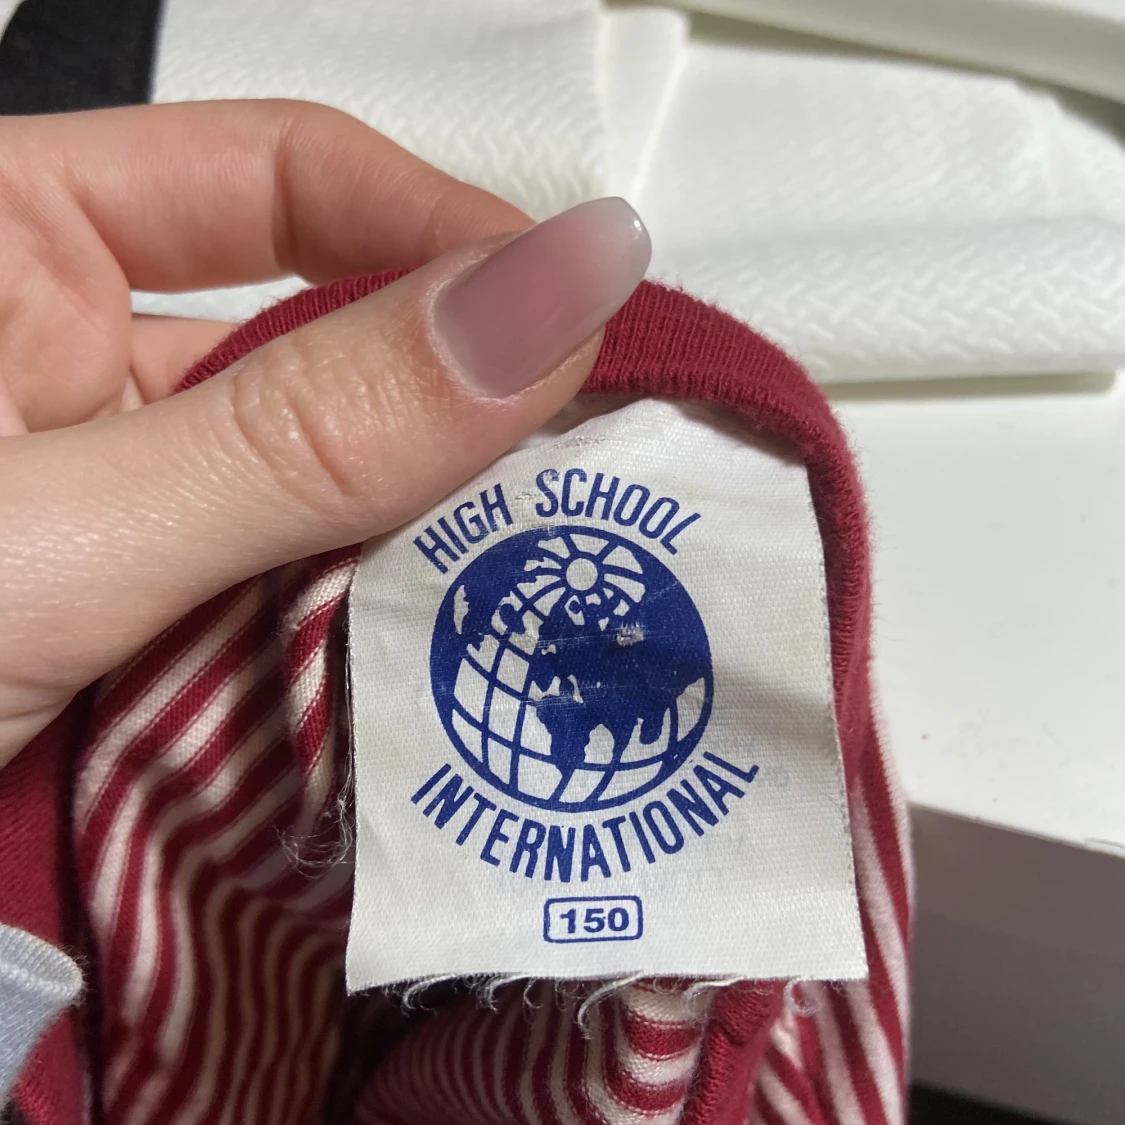 HIGH SCHOOL
INTERNATIONAL
150